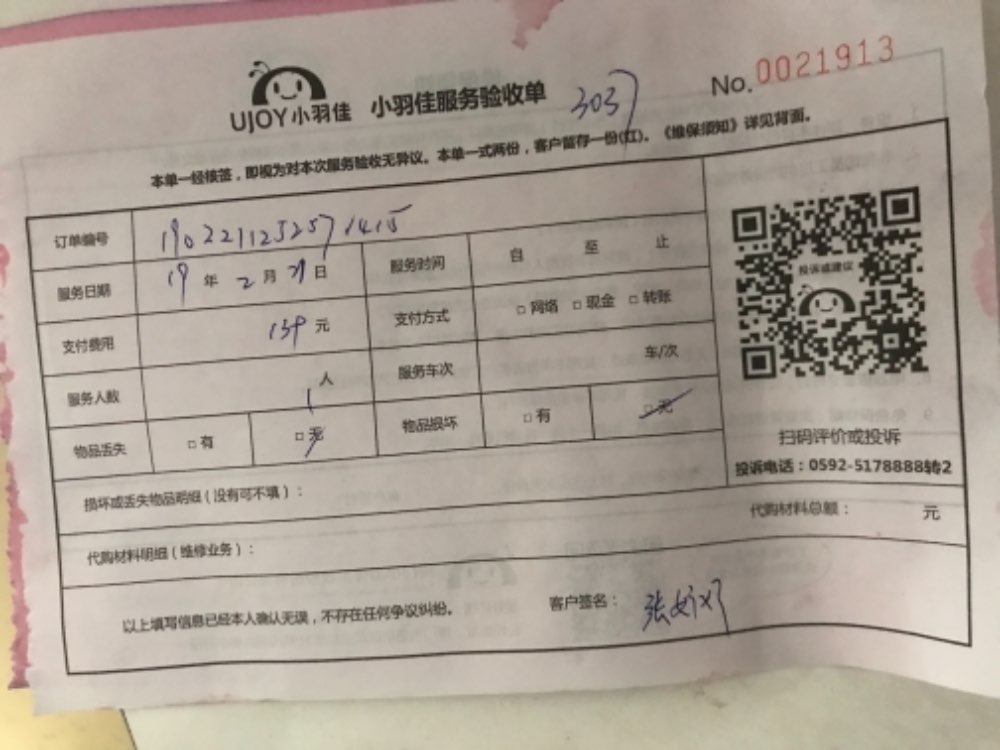 UJOY小羽佳 小羽佳服务验收单 3037 No.0021913
本单一经核签，即视为对本次服务验收无异议。本单一式两份，客户留存一份(红)。《维保须知》详见背面。
订单编号 1902211252571415
服务日期 19 年 2 月 21 日 服务时间 自 至 止
支付费用 139 元 支付方式 □网络 □现金 □转账
服务人数 1 人 服务车次 车/次
物品丢失 □有 □无 物品损坏 □有 □无
投诉或建议
扫码评价或投诉
投诉电话：0592-5178888转2
损坏或丢失物品明细（没有可不填）：
代购材料明细（维修业务）： 代购材料总额： 元
以上填写信息已经本人确认无误，不存在任何争议纠纷。 客户签名：